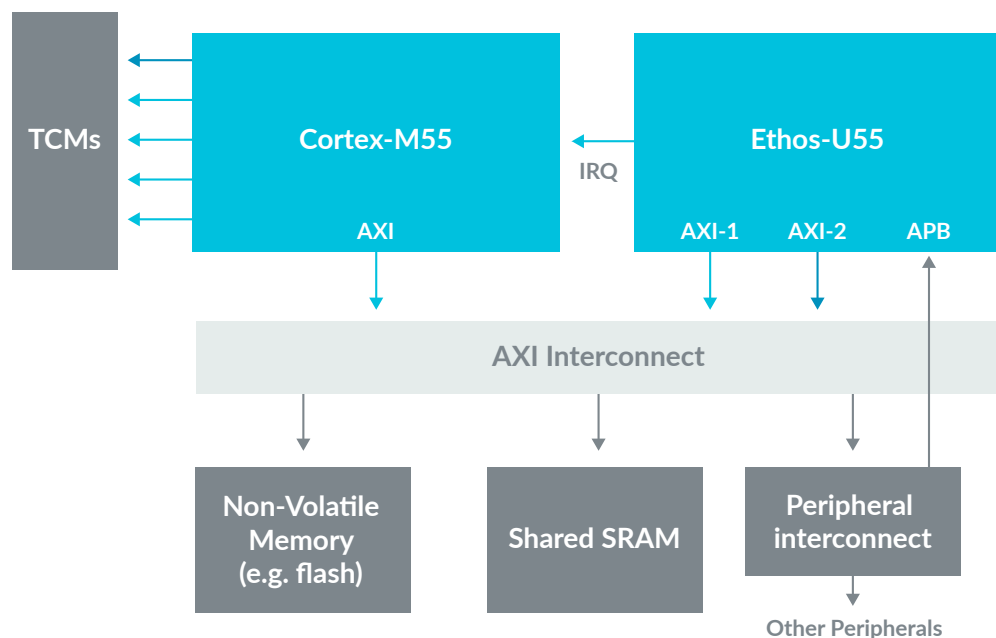 TCMs
Cortex-M55
Ethos-U55
IRQ
AXI
AXI-1
AXI-2
APB
AXI Interconnect
Non-Volatile
Memory
(e.g. flash)
Shared SRAM
Peripheral
interconnect
Other Peripherals